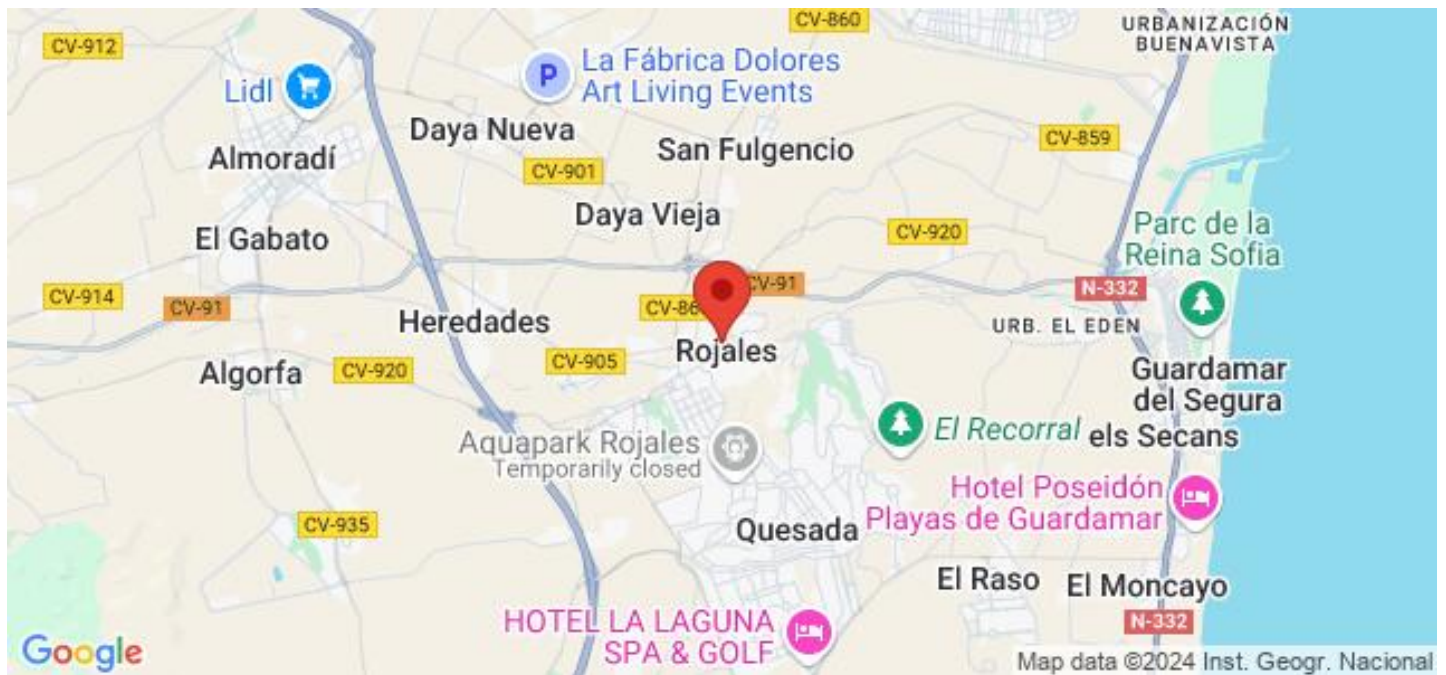 CV-860
URBANIZACIÓN
BUENAVISTA
CV-912
La Fábrica Dolores
Art Living Events
P
Lidl
Daya Nueva
CV-859
San Fulgencio
Almoradí
CV-901
Daya Vieja
Parc de la
Reina Sofia
El Gabato
CV-920
CV-91
N-332
CV-914
CV-91
CV-86
Heredades
URB. EL EDEN
Rojales
CV-905
Algorfa
CV-920
Guardamar
del Segura
El Recorral
els Secans
Aquapark Rojales
Temporarily closed
Hotel Poseidón
Playas de Guardamar
CV-935
Quesada
El Raso
El Moncayo
HOTEL LA LAGUNA
SPA & GOLF
N-332
Google
Map data ©2024 Inst. Geogr. Nacional